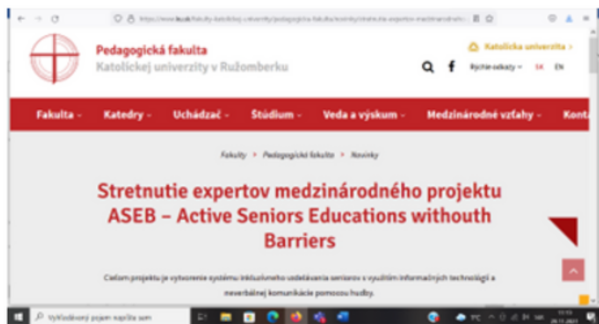 Pedagogická fakulta
Katolíckej univerzity v Ružomberku
Katolícka univerzita >
Rýchle odkazy
SK EN
Fakulta Katedry Uchádzač Štúdium Veda a výskum Medzinárodné vzťahy Konta
Fakulty > Pedagogická fakulta > Novinky
Stretnutie expertov medzinárodného projektu
ASEB – Active Seniors Educations withouth
Barriers
Cieľom projektu je vytvorenie systému inkluzívneho vzdelávania seniorov s využitím informačných technológií a
neverbálnej komunikácie pomocou hudby.